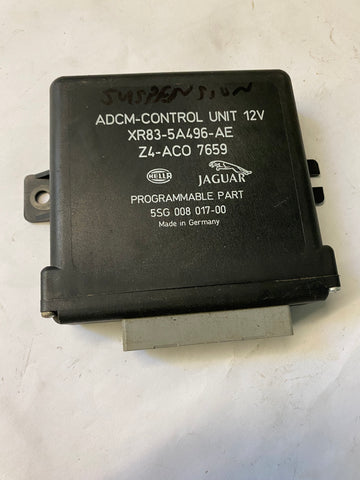 SUSPENSION
ADCM-CONTROL UNIT 12V
XR83-5A496-AE
Z4-ACO 7659
HELLA JAGUAR
PROGRAMMABLE PART
5SG 008 017-00
Made in Germany